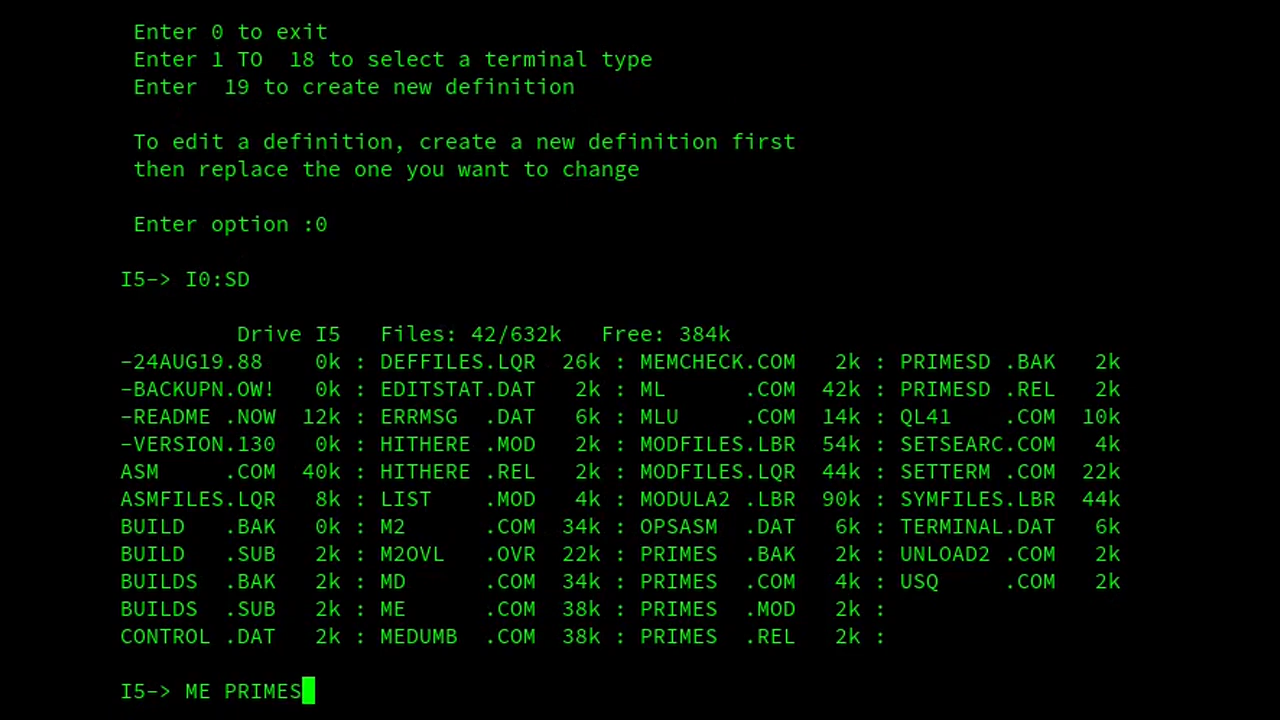 Enter 0 to exit
Enter 1 TO  18 to select a terminal type
Enter  19 to create new definition
To edit a definition, create a new definition first
then replace the one you want to change
Enter option :0
I5-> I0:SD
Drive I5   Files: 42/632k   Free: 384k
-24AUG19.88    0k : DEFFILES.LQR  26k : MEMCHECK.COM   2k : PRIMESD .BAK   2k
-BACKUPN.OW!   0k : EDITSTAT.DAT   2k : ML      .COM  42k : PRIMESD .REL   2k
-README .NOW  12k : ERRMSG  .DAT   6k : MLU     .COM  14k : QL41    .COM  10k
-VERSION.130   0k : HITHERE .MOD   2k : MODFILES.LBR  54k : SETSEARC.COM   4k
ASM     .COM  40k : HITHERE .REL   2k : MODFILES.LQR  44k : SETTERM .COM  22k
ASMFILES.LQR   8k : LIST    .MOD   4k : MODULA2 .LBR  90k : SYMFILES.LBR  44k
BUILD   .BAK   0k : M2      .COM  34k : OPSASM  .DAT   6k : TERMINAL.DAT   6k
BUILD   .SUB   2k : M2OVL   .OVR  22k : PRIMES  .BAK   2k : UNLOAD2 .COM   2k
BUILDS  .BAK   2k : MD      .COM  34k : PRIMES  .COM   4k : USQ     .COM   2k
BUILDS  .SUB   2k : ME      .COM  38k : PRIMES  .MOD   2k :
CONTROL .DAT   2k : MEDUMB  .COM  38k : PRIMES  .REL   2k :
I5-> ME PRIMES